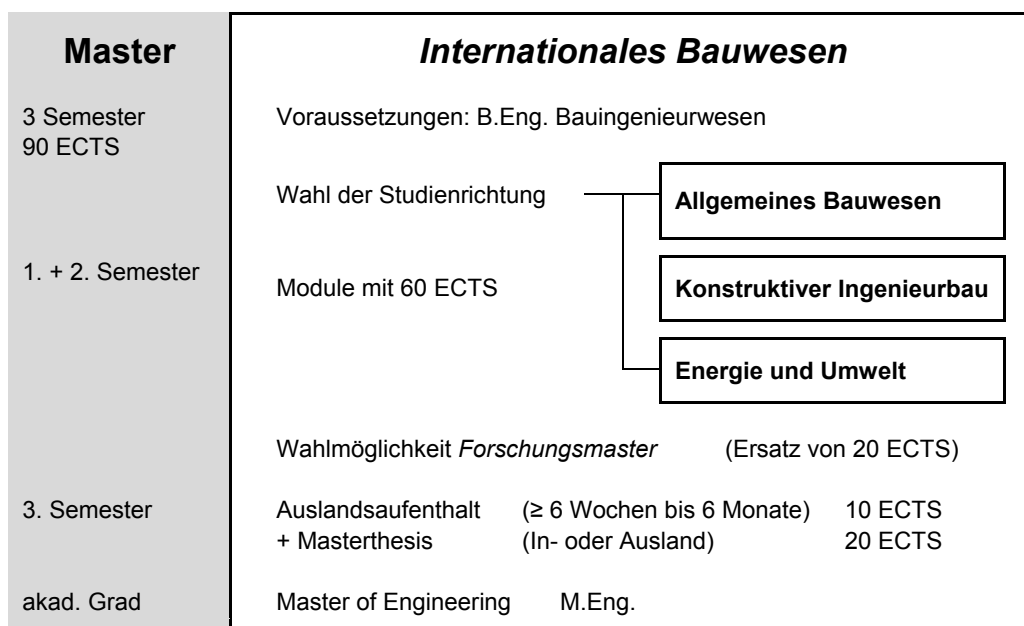 Master Internationales Bauwesen
3 Semester Voraussetzungen: B.Eng. Bauingenieurwesen
90 ECTS
Wahl der Studienrichtung Allgemeines Bauwesen
1. + 2. Semester
Module mit 60 ECTS Konstruktiver Ingenieurbau
Energie und Umwelt
Wahlmöglichkeit Forschungsmaster (Ersatz von 20 ECTS)
3. Semester Auslandsaufenthalt (≥ 6 Wochen bis 6 Monate) 10 ECTS
+ Masterthesis (In- oder Ausland) 20 ECTS
akad. Grad Master of Engineering M.Eng.